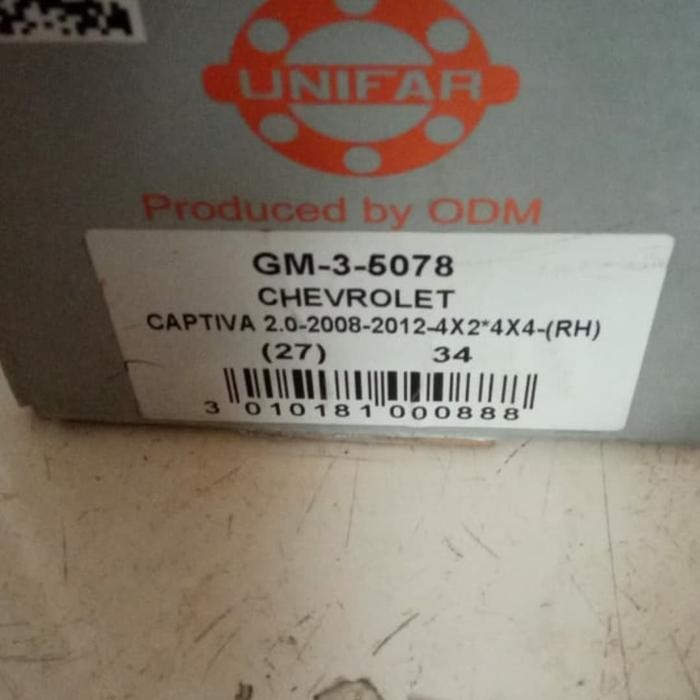 UNIFAR
Produced by ODM
GM-3-5078
CHEVROLET
CAPTIVA 2.0-2008-2012-4X2*4X4-(RH)
(27) 34
3 010181 000888